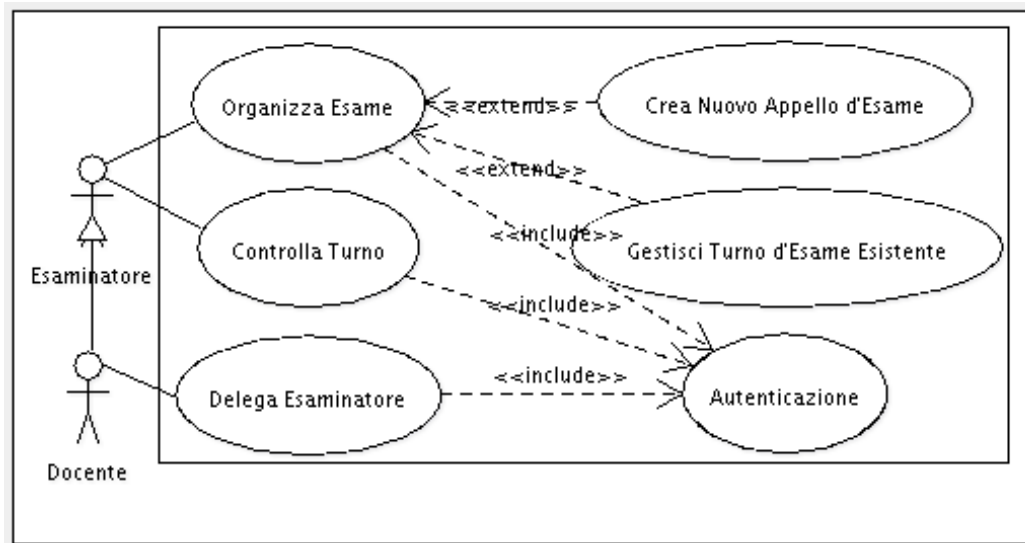 Organizza Esame
<<extend>>
Crea Nuovo Appello d'Esame
<<extend>>
Controlla Turno
<<include>>
Gestisci Turno d'Esame Esistente
Esaminatore
<<include>>
<<include>>
Delega Esaminatore
Autenticazione
Docente